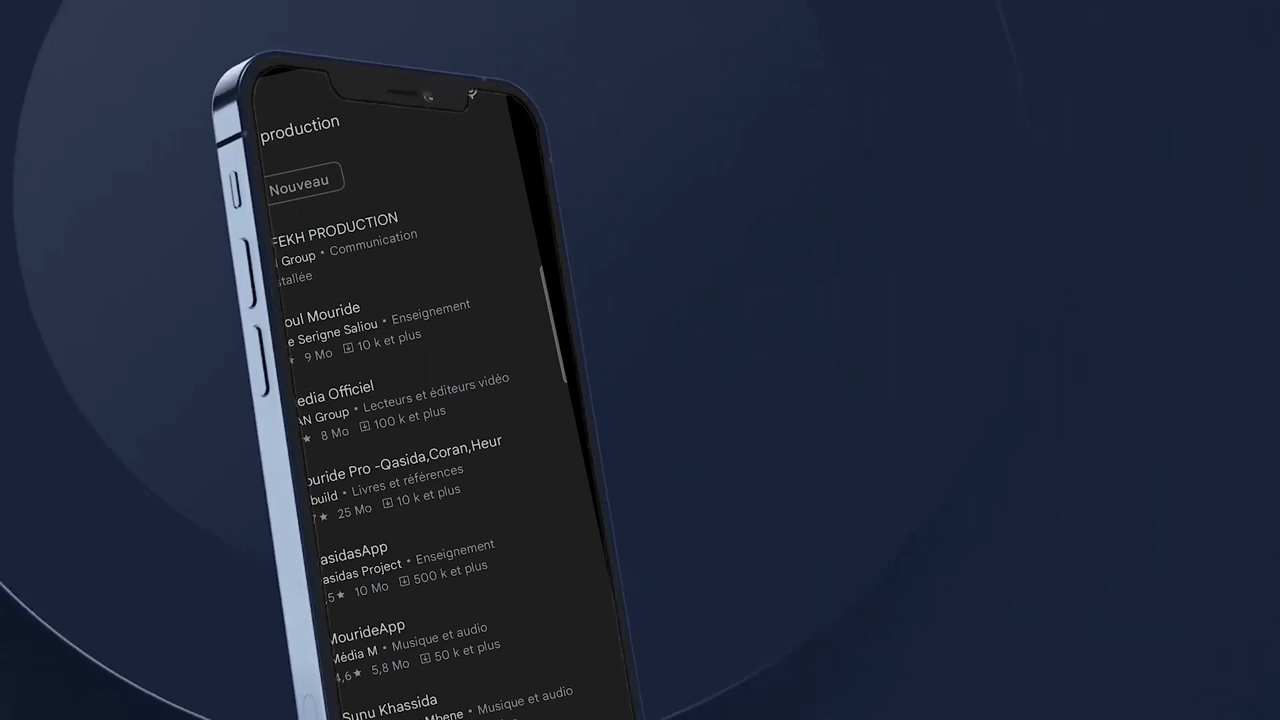 production
Nouveau
FEKH PRODUCTION
Group • Communication
stallée
oul Mouride
e Serigne Saliou • Enseignement
9 Mo 10 k et plus
edia Officiel
AN Group • Lecteurs et éditeurs vidéo
★ 8 Mo 100 k et plus
ouride Pro -Qasida,Coran,Heur
build • Livres et références
★ 25 Mo 10 k et plus
asidasApp
asidas Project • Enseignement
,5★ 10 Mo 500 k et plus
MourideApp
Média M • Musique et audio
4,6★ 5,8 Mo 50 k et plus
Sunu Khassida
Mbene • Musique et audio